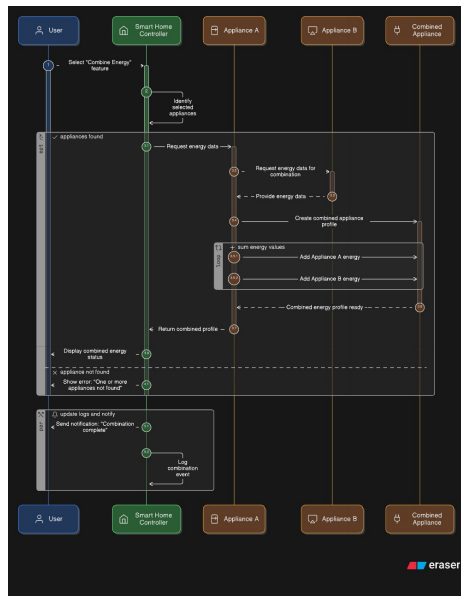 User
Smart Home
Controller
Appliance A
Appliance B
Combined
Appliance
1
Select "Combine Energy"
feature
2
Identify
selected
appliances
opt
appliances found
Request energy data
Request energy data for
combination
Provide energy data
Create combined appliance
profile
loop
sum energy values
Add Appliance A energy
Add Appliance B energy
Combined energy profile ready
Return combined profile
Display combined energy
status
appliance not found
Show error: "One or more
appliances not found"
update logs and notify
Send notification: "Combination
complete"
Log
combination
event
User
Smart Home
Controller
Appliance A
Appliance B
Combined
Appliance
eraser